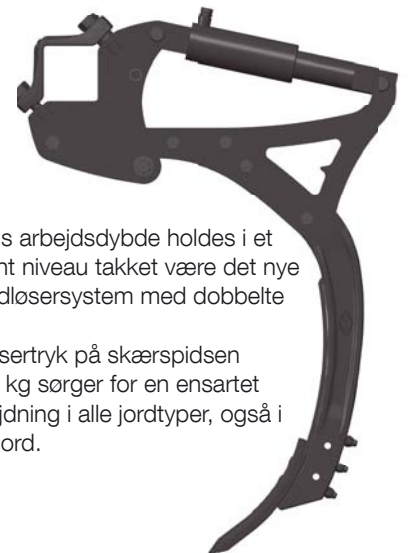 s arbejdsdybde holdes i et
nt niveau takket være det nye
dløsersystem med dobbelte
sertryk på skærspidsen
kg sørger for en ensartet
jdning i alle jordtyper, også i
ord.